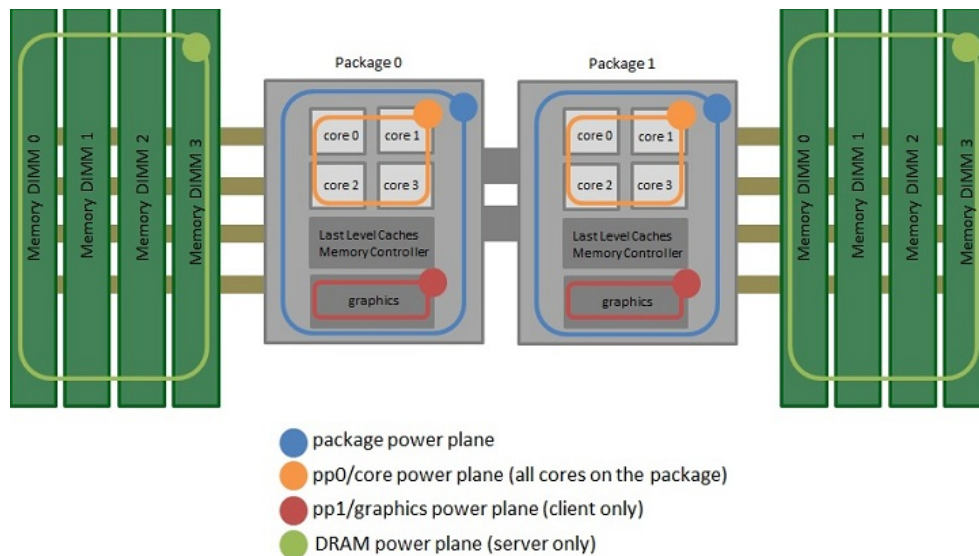 Package 0
Package 1
Memory DIMM 0
Memory DIMM 1
Memory DIMM 2
Memory DIMM 3
core 0
core 1
core 2
core 3
Last Level Caches
Memory Controller
graphics
core 0
core 1
core 2
core 3
Last Level Caches
Memory Controller
graphics
Memory DIMM 0
Memory DIMM 1
Memory DIMM 2
Memory DIMM 3
package power plane
pp0/core power plane (all cores on the package)
pp1/graphics power plane (client only)
DRAM power plane (server only)